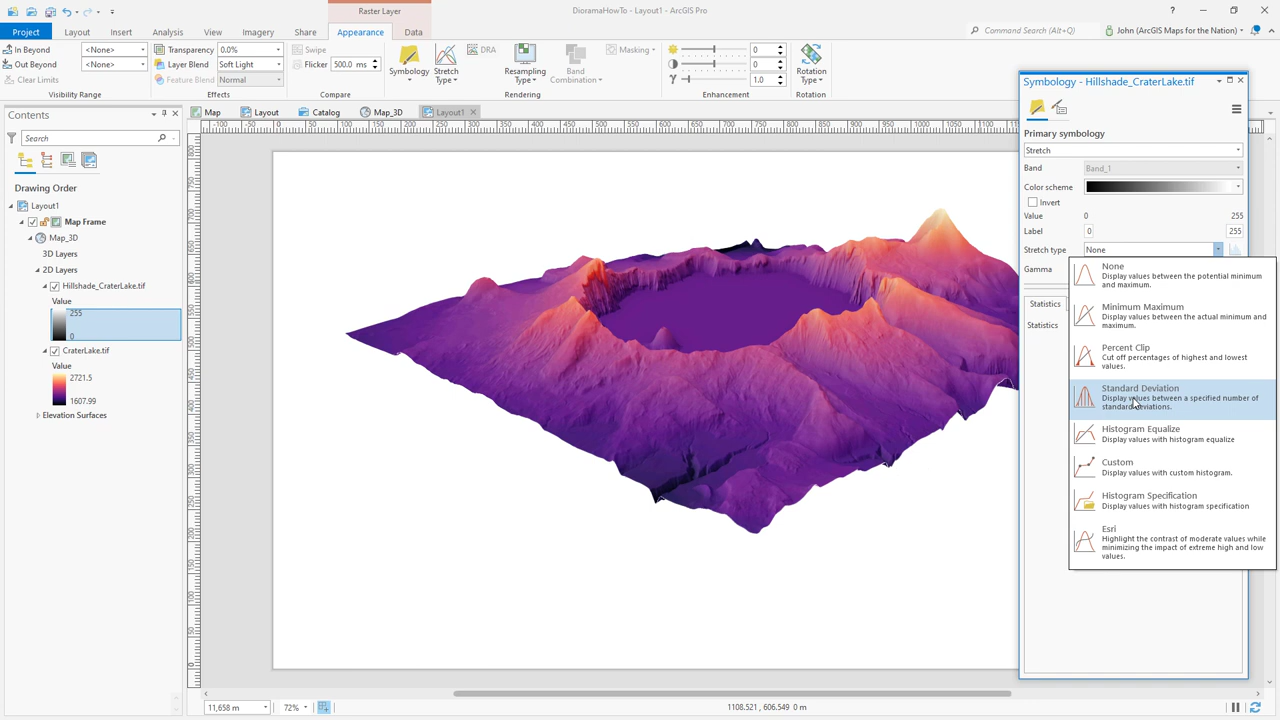 Raster Layer
DioramaHowTo - Layout1 - ArcGIS Pro
?
Project
Layout
Insert
Analysis
View
Imagery
Share
Appearance
Data
Command Search (Alt+Q)
John (ArcGIS Maps for the Nation)
In Beyond
<None>
Out Beyond
<None>
Clear Limits
Visibility Range
Transparency
0.0%
Layer Blend
Soft Light
Feature Blend
Normal
Effects
Swipe
Flicker
500.0 ms
Compare
Symbology
Stretch Type
DRA
Resampling Type
Band Combination
Masking
Rendering
0
0
1.0
Enhancement
Rotation Type
Rotation
Contents
Search
Drawing Order
Layout1
Map Frame
Map_3D
3D Layers
2D Layers
Hillshade_CraterLake.tif
Value
255
0
CraterLake.tif
Value
2721.5
1607.99
Elevation Surfaces
Map
Layout
Catalog
Map_3D
Layout1
Symbology - Hillshade_CraterLake.tif
Primary symbology
Stretch
Band
Band_1
Color scheme
Invert
Value 0 255
Label 0 255
Stretch type
None
Gamma
Statistics
Statistics
None
Display values between the potential minimum
and maximum.
Minimum Maximum
Display values between the actual minimum and
maximum.
Percent Clip
Cut off percentages of highest and lowest
values.
Standard Deviation
Display values between a specified number of
standard deviations.
Histogram Equalize
Display values with histogram equalize
Custom
Display values with custom histogram.
Histogram Specification
Display values with histogram specification
Esri
Highlight the contrast of moderate values while
minimizing the impact of extreme high and low
values.
11,658 m
72%
1108.521 , 606.549 0 m